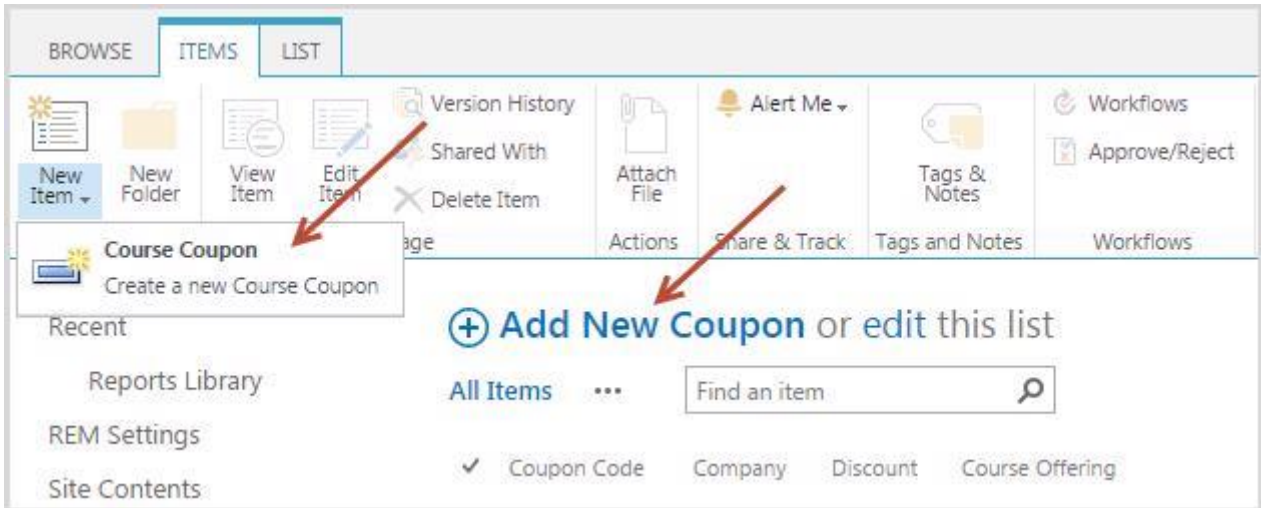 BROWSE ITEMS LIST
New Item
New Folder
View Item
Edit Item
Version History
Shared With
Delete Item
Attach File
Alert Me
Tags & Notes
Workflows
Approve/Reject
age
Actions
Share & Track
Tags and Notes
Workflows
Course Coupon
Create a new Course Coupon
Recent
Reports Library
REM Settings
Site Contents
Add New Coupon or edit this list
All Items ...
Find an item
Coupon Code Company Discount Course Offering